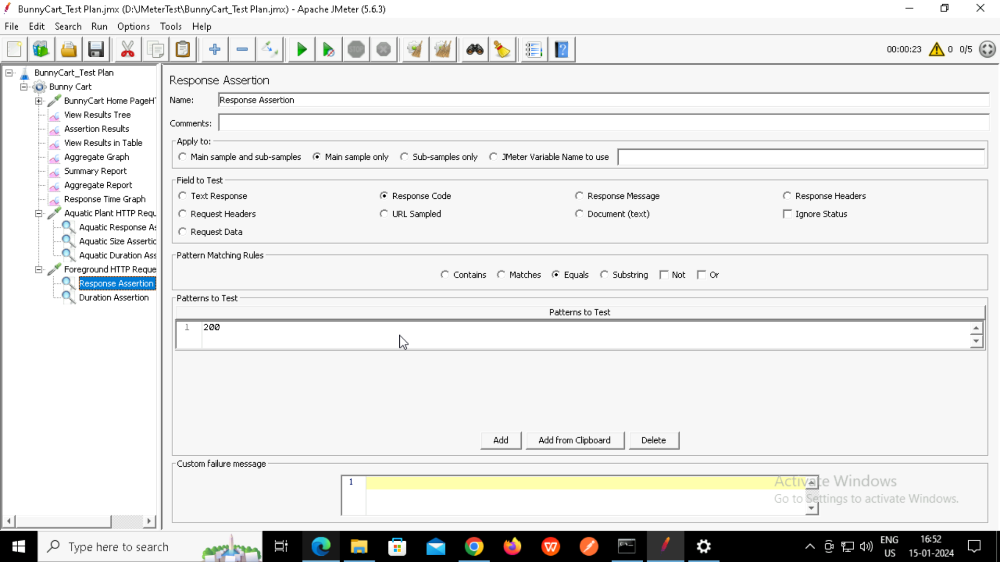 BunnyCart_Test Plan.jmx (D:\JMeterTest\BunnyCart_Test Plan.jmx) - Apache JMeter (5.6.3)
File Edit Search Run Options Tools Help
STOP
00:00:23 0 0/5
BunnyCart_Test Plan
Bunny Cart
BunnyCart Home PageHT
View Results Tree
Assertion Results
View Results in Table
Aggregate Graph
Summary Report
Aggregate Report
Response Time Graph
Aquatic Plant HTTP Requ
Aquatic Response As
Aquatic Size Assertic
Aquatic Duration Ass
Foreground HTTP Reque
Response Assertion
Duration Assertion
Response Assertion
Name: Response Assertion
Comments:
Apply to:
Main sample and sub-samples Main sample only Sub-samples only JMeter Variable Name to use
Field to Test
Text Response Response Code Response Message Response Headers
Request Headers URL Sampled Document (text) Ignore Status
Request Data
Pattern Matching Rules
Contains Matches Equals Substring Not Or
Patterns to Test
Patterns to Test
1 200
Add Add from Clipboard Delete
Custom failure message
1
Activate Windows
Go to Settings to activate Windows.
Type here to search
ENG
US
16:52
15-01-2024